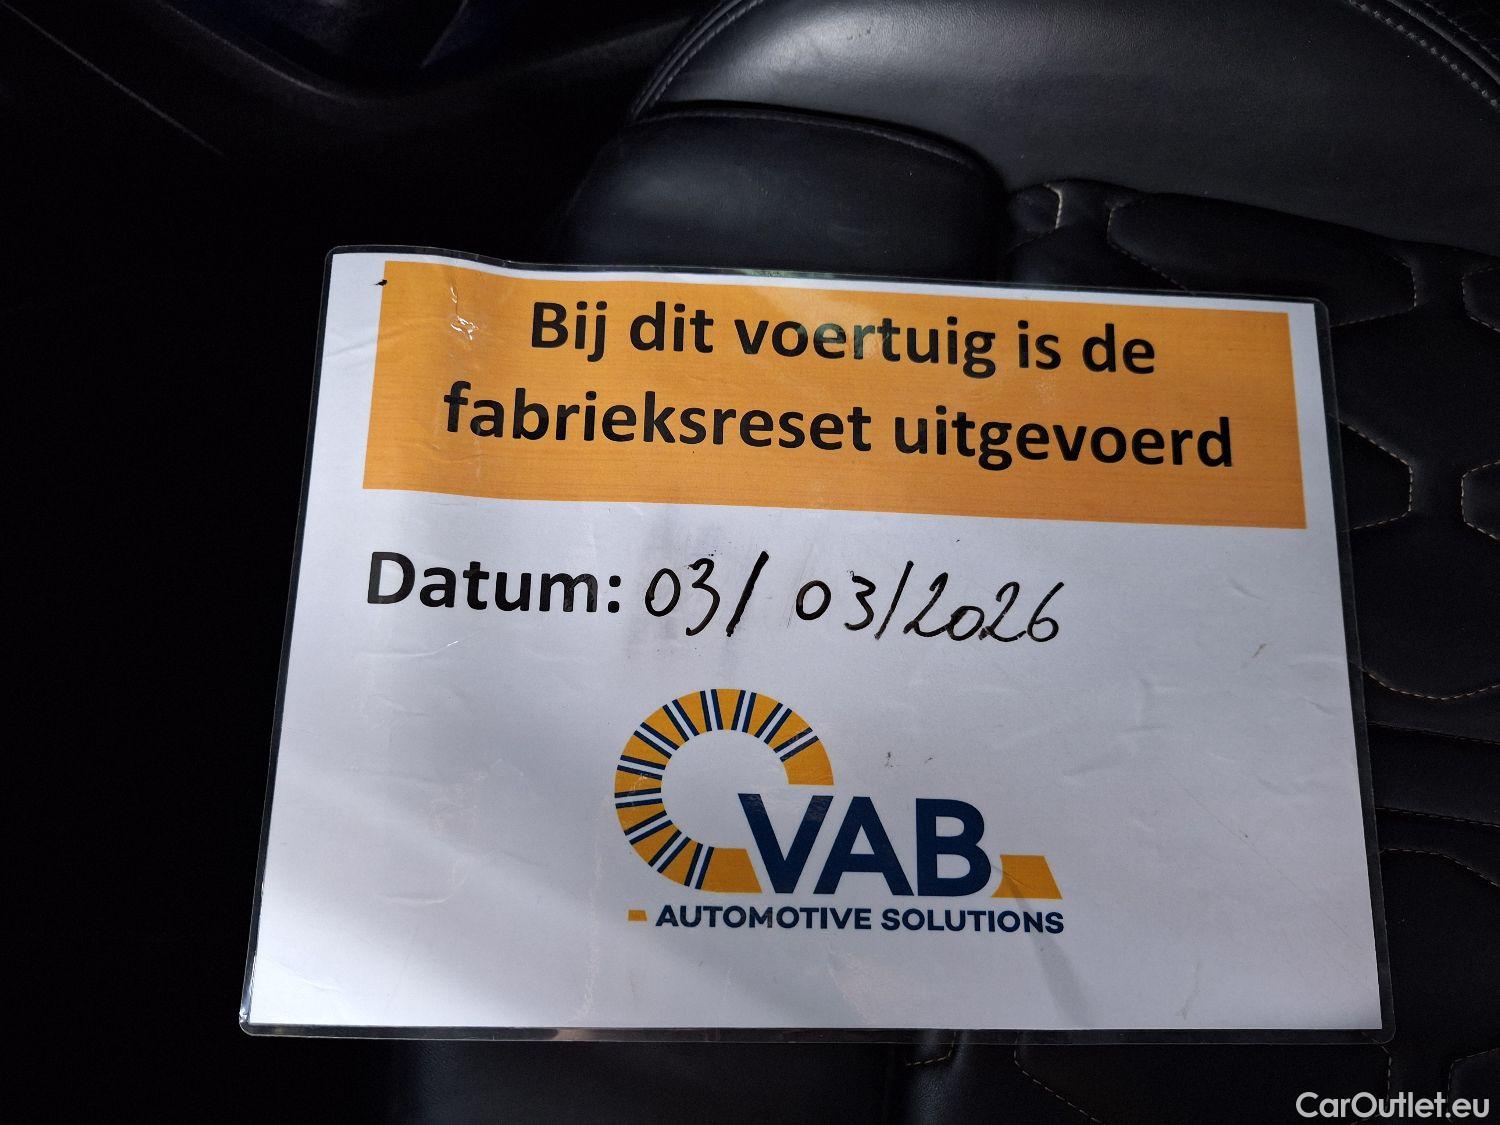 Bij dit voertuig is de
fabrieksreset uitgevoerd
Datum: 03/ 03/2026
VAB
AUTOMOTIVE SOLUTIONS
CarOutlet.eu